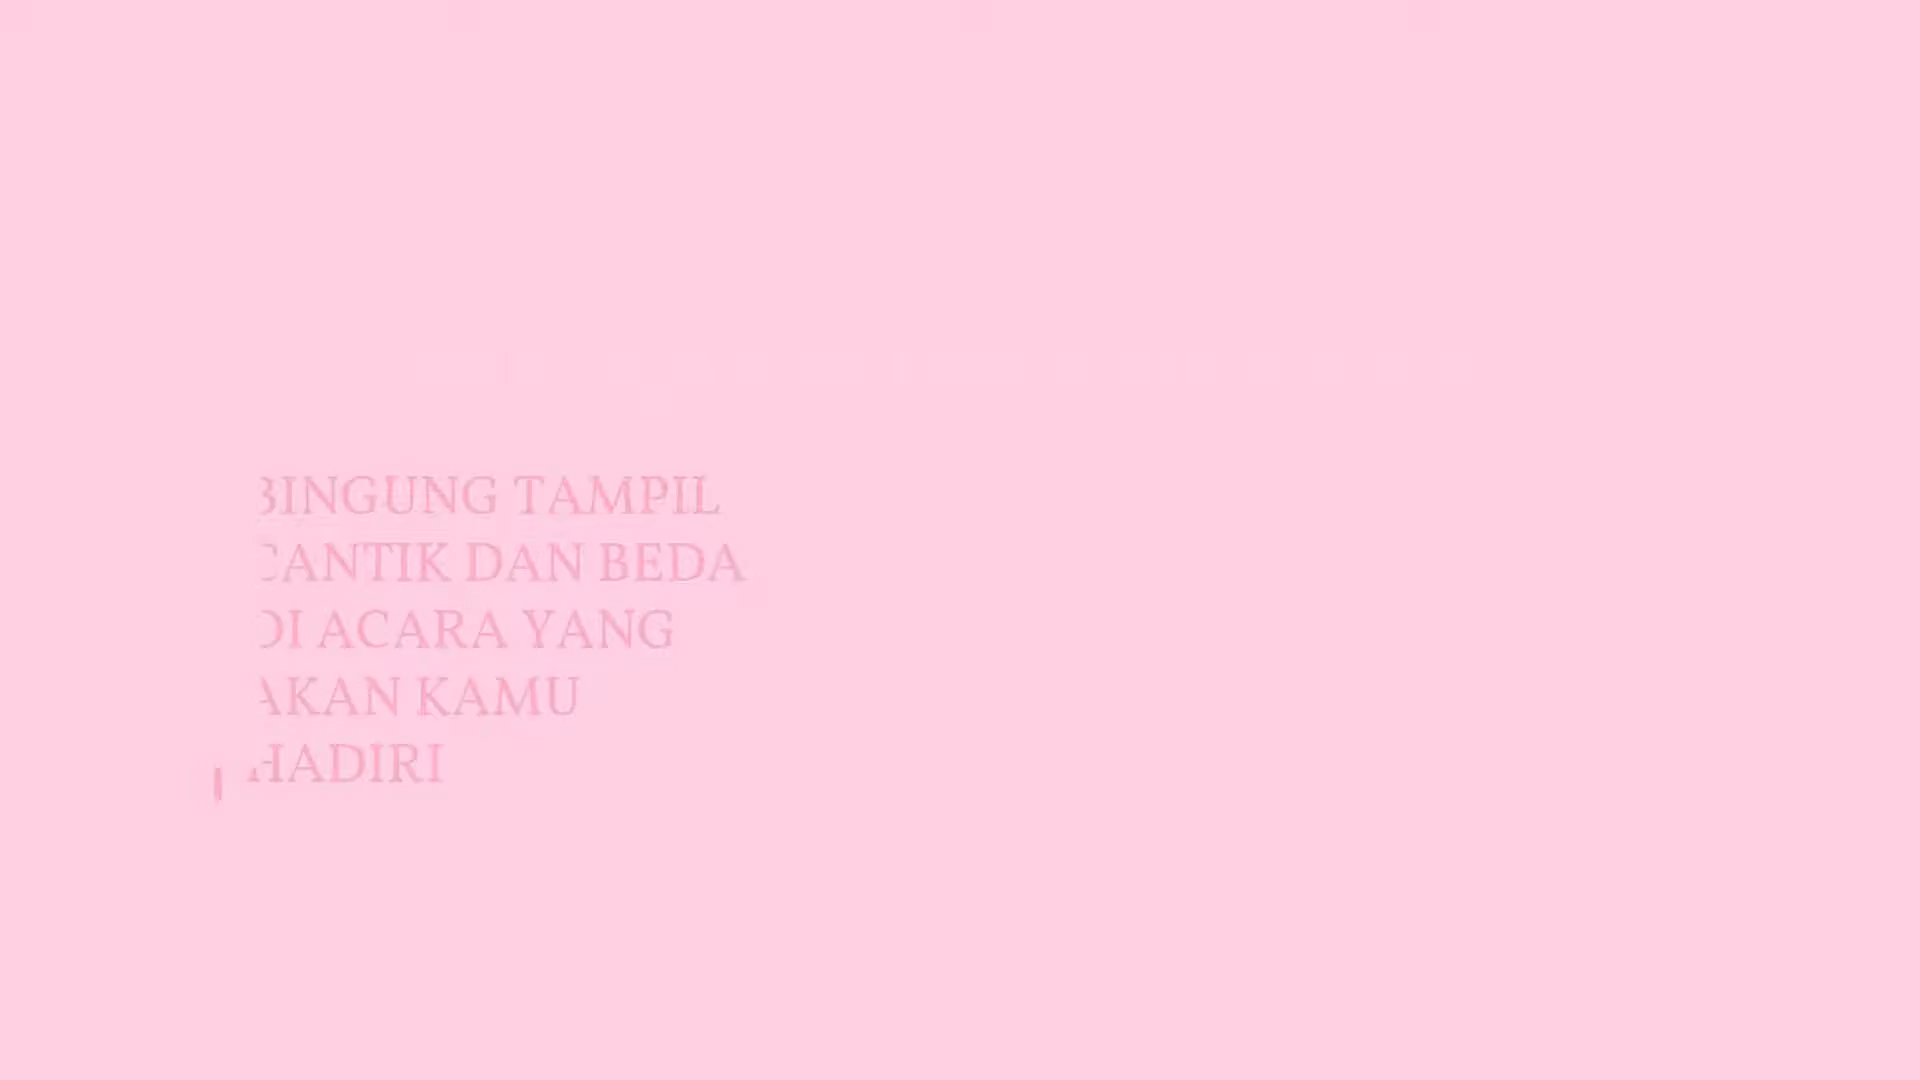 BINGUNG TAMPIL
CANTIK DAN BEDA
DI ACARA YANG
AKAN KAMU
HADIRI